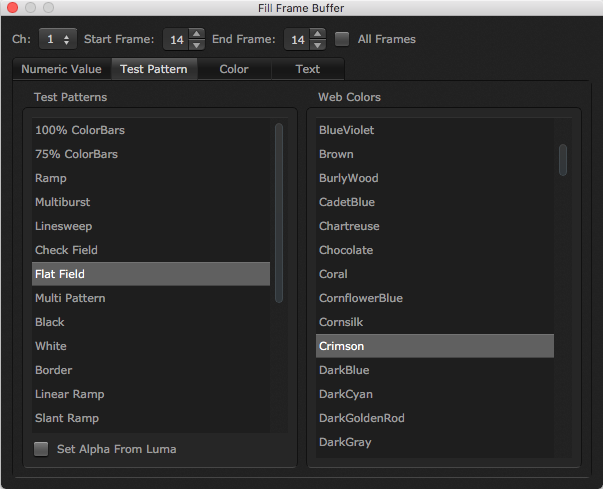 Fill Frame Buffer
Ch: 1 Start Frame: 14 End Frame: 14 All Frames
Numeric Value Test Pattern Color Text
Test Patterns
100% ColorBars
75% ColorBars
Ramp
Multiburst
Linesweep
Check Field
Flat Field
Multi Pattern
Black
White
Border
Linear Ramp
Slant Ramp
Set Alpha From Luma
Web Colors
BlueViolet
Brown
BurlyWood
CadetBlue
Chartreuse
Chocolate
Coral
CornflowerBlue
Cornsilk
Crimson
DarkBlue
DarkCyan
DarkGoldenRod
DarkGray